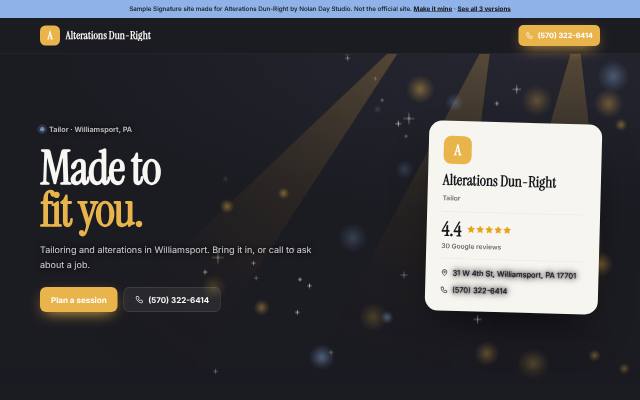 Sample Signature site made for Alterations Dun-Right by Nolan Day Studio. Not the official site. Make it mine · See all 3 versions
A Alterations Dun-Right
(570) 322-6414
Tailor · Williamsport, PA
Made to
fit you.
Tailoring and alterations in Williamsport. Bring it in, or call to ask
about a job.
Plan a session
(570) 322-6414
A
Alterations Dun-Right
Tailor
4.4
30 Google reviews
31 W 4th St, Williamsport, PA 17701
(570) 322-6414